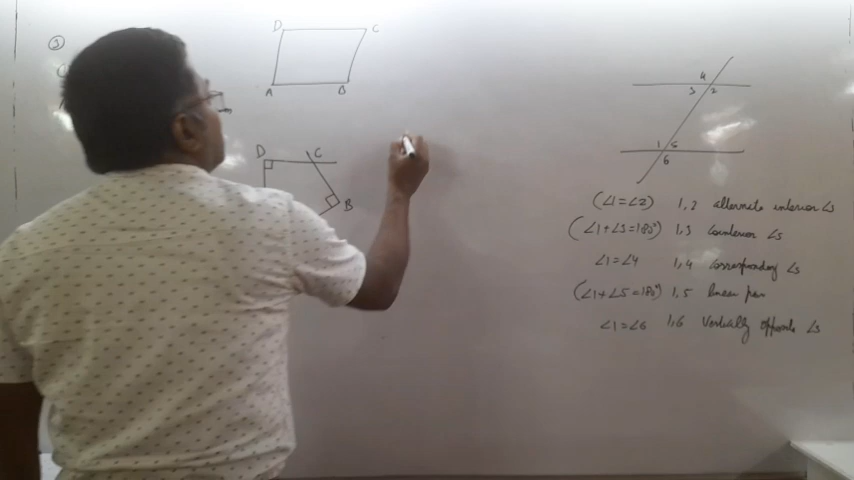 3
D C
A B
D C
B
4
3 2
1 5
6
(∠1=∠2) 1,2 alternate interior ∠s
(∠1+∠3=180°) 1,3 Cointerior ∠s
∠1=∠4 1,4 Corresponding ∠s
(∠1+∠5=180°) 1,5 linear pair
∠1=∠6 1,6 Vertically opposite ∠s